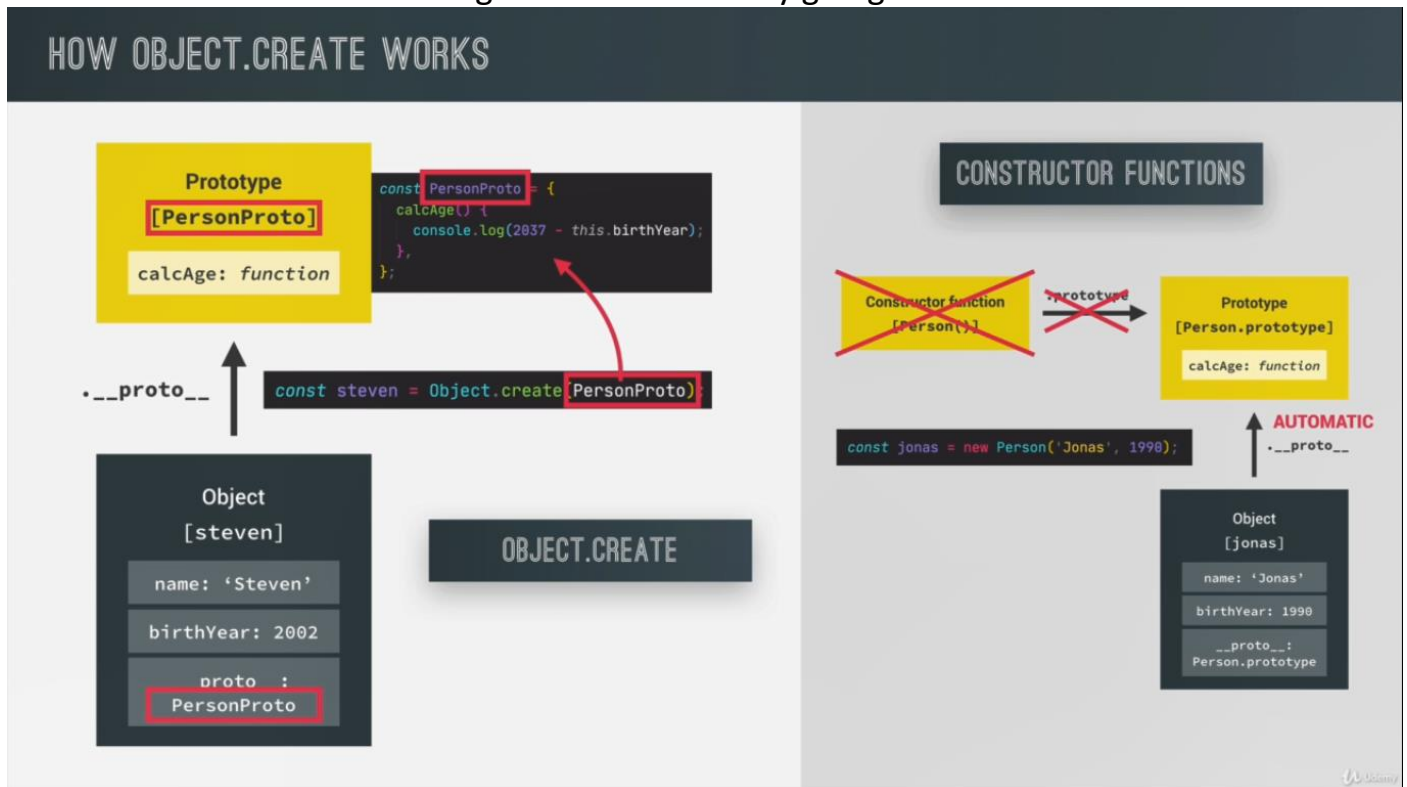 HOW OBJECT.CREATE WORKS
Prototype
[PersonProto]
calcAge: function
const PersonProto = {
calcAge() {
console.log(2037 - this.birthYear);
},
};
.__proto__
const steven = Object.create(PersonProto);
Object
[steven]
name: ‘Steven’
birthYear: 2002
__proto__:
PersonProto
OBJECT.CREATE
CONSTRUCTOR FUNCTIONS
Constructor function
[Person()]
.prototype
Prototype
[Person.prototype]
calcAge: function
AUTOMATIC
.__proto__
const jonas = new Person('Jonas', 1990);
Object
[jonas]
name: ‘Jonas’
birthYear: 1990
__proto__:
Person.prototype
Udemy